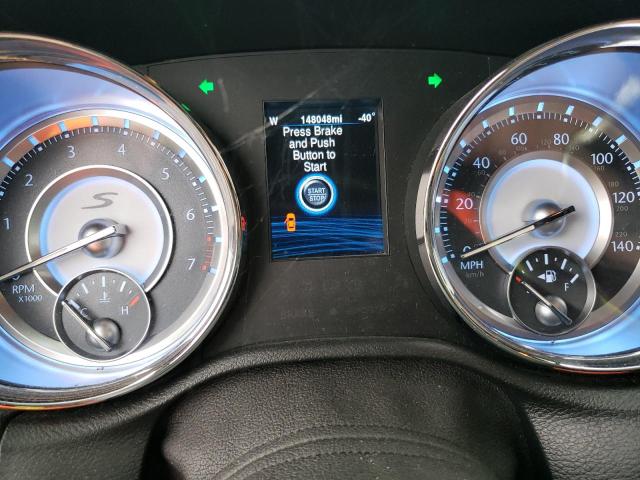 W 148048mi -40°
Press Brake
and Push
Button to
Start
START
STOP
1 2 3 4 5 6 7
RPM
X1000
S
C H
20 40 60 80 100 120 140
MPH
km/h
F